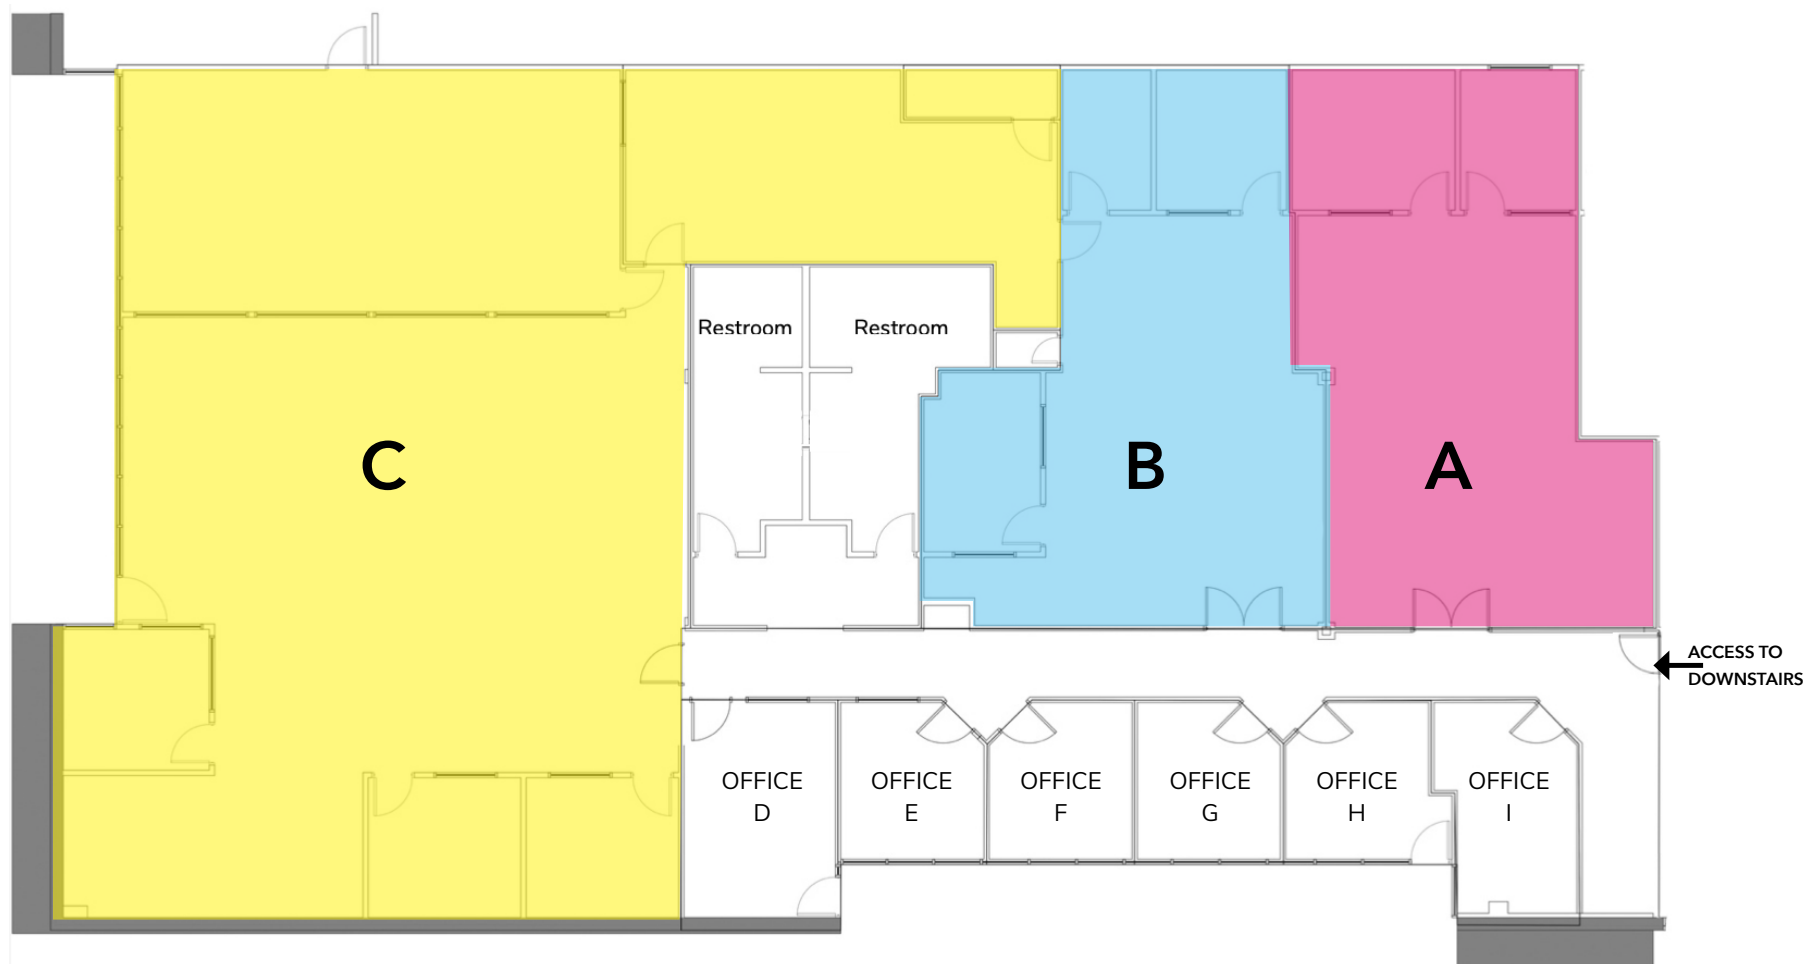 Restroom
Restroom
C
B
A
ACCESS TO
DOWNSTAIRS
OFFICE
D
OFFICE
E
OFFICE
F
OFFICE
G
OFFICE
H
OFFICE
I